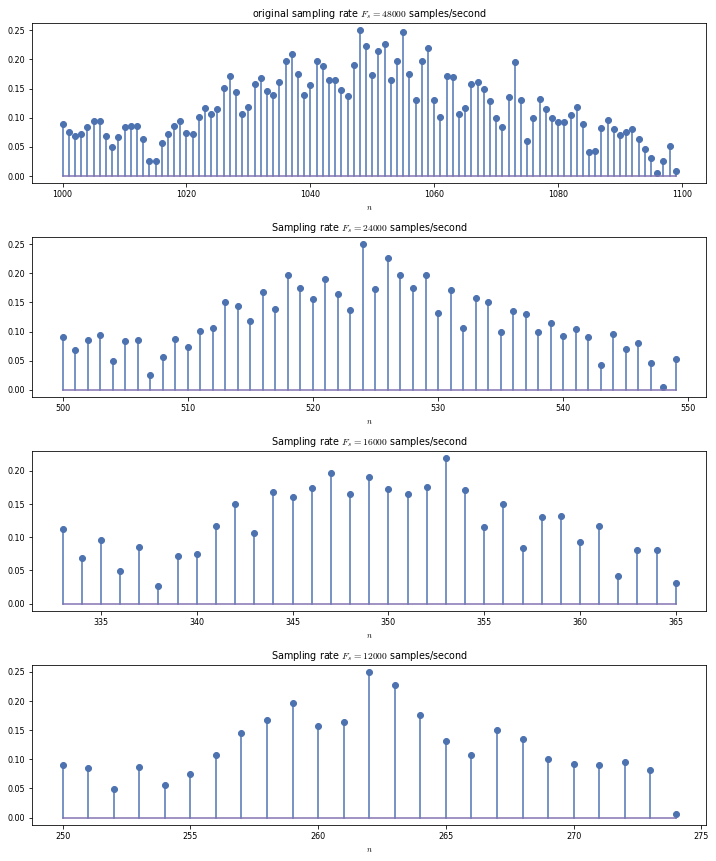 original sampling rate Fₛ = 48000 samples/second
0.25
0.20
0.15
0.10
0.05
0.00
1000 1020 1040 1060 1080 1100
n
Sampling rate Fₛ = 24000 samples/second
0.25
0.20
0.15
0.10
0.05
0.00
500 510 520 530 540 550
n
Sampling rate Fₛ = 16000 samples/second
0.20
0.15
0.10
0.05
0.00
335 340 345 350 355 360 365
n
Sampling rate Fₛ = 12000 samples/second
0.25
0.20
0.15
0.10
0.05
0.00
250 255 260 265 270 275
n